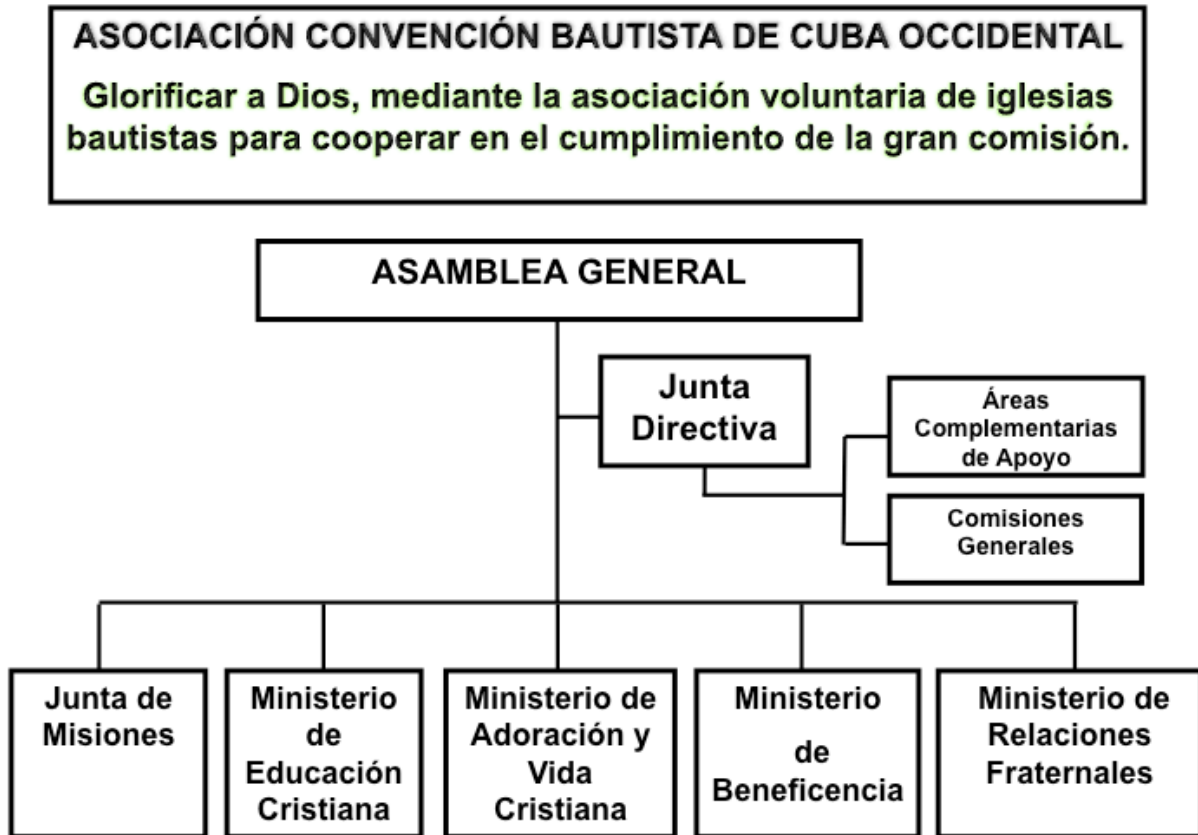 ASOCIACIÓN CONVENCIÓN BAUTISTA DE CUBA OCCIDENTAL
Glorificar a Dios, mediante la asociación voluntaria de iglesias
bautistas para cooperar en el cumplimiento de la gran comisión.
ASAMBLEA GENERAL
Junta
Directiva
Áreas
Complementarias
de Apoyo
Comisiones
Generales
Junta de
Misiones
Ministerio
de
Educación
Cristiana
Ministerio de
Adoración y
Vida
Cristiana
Ministerio
de
Beneficencia
Ministerio de
Relaciones
Fraternales